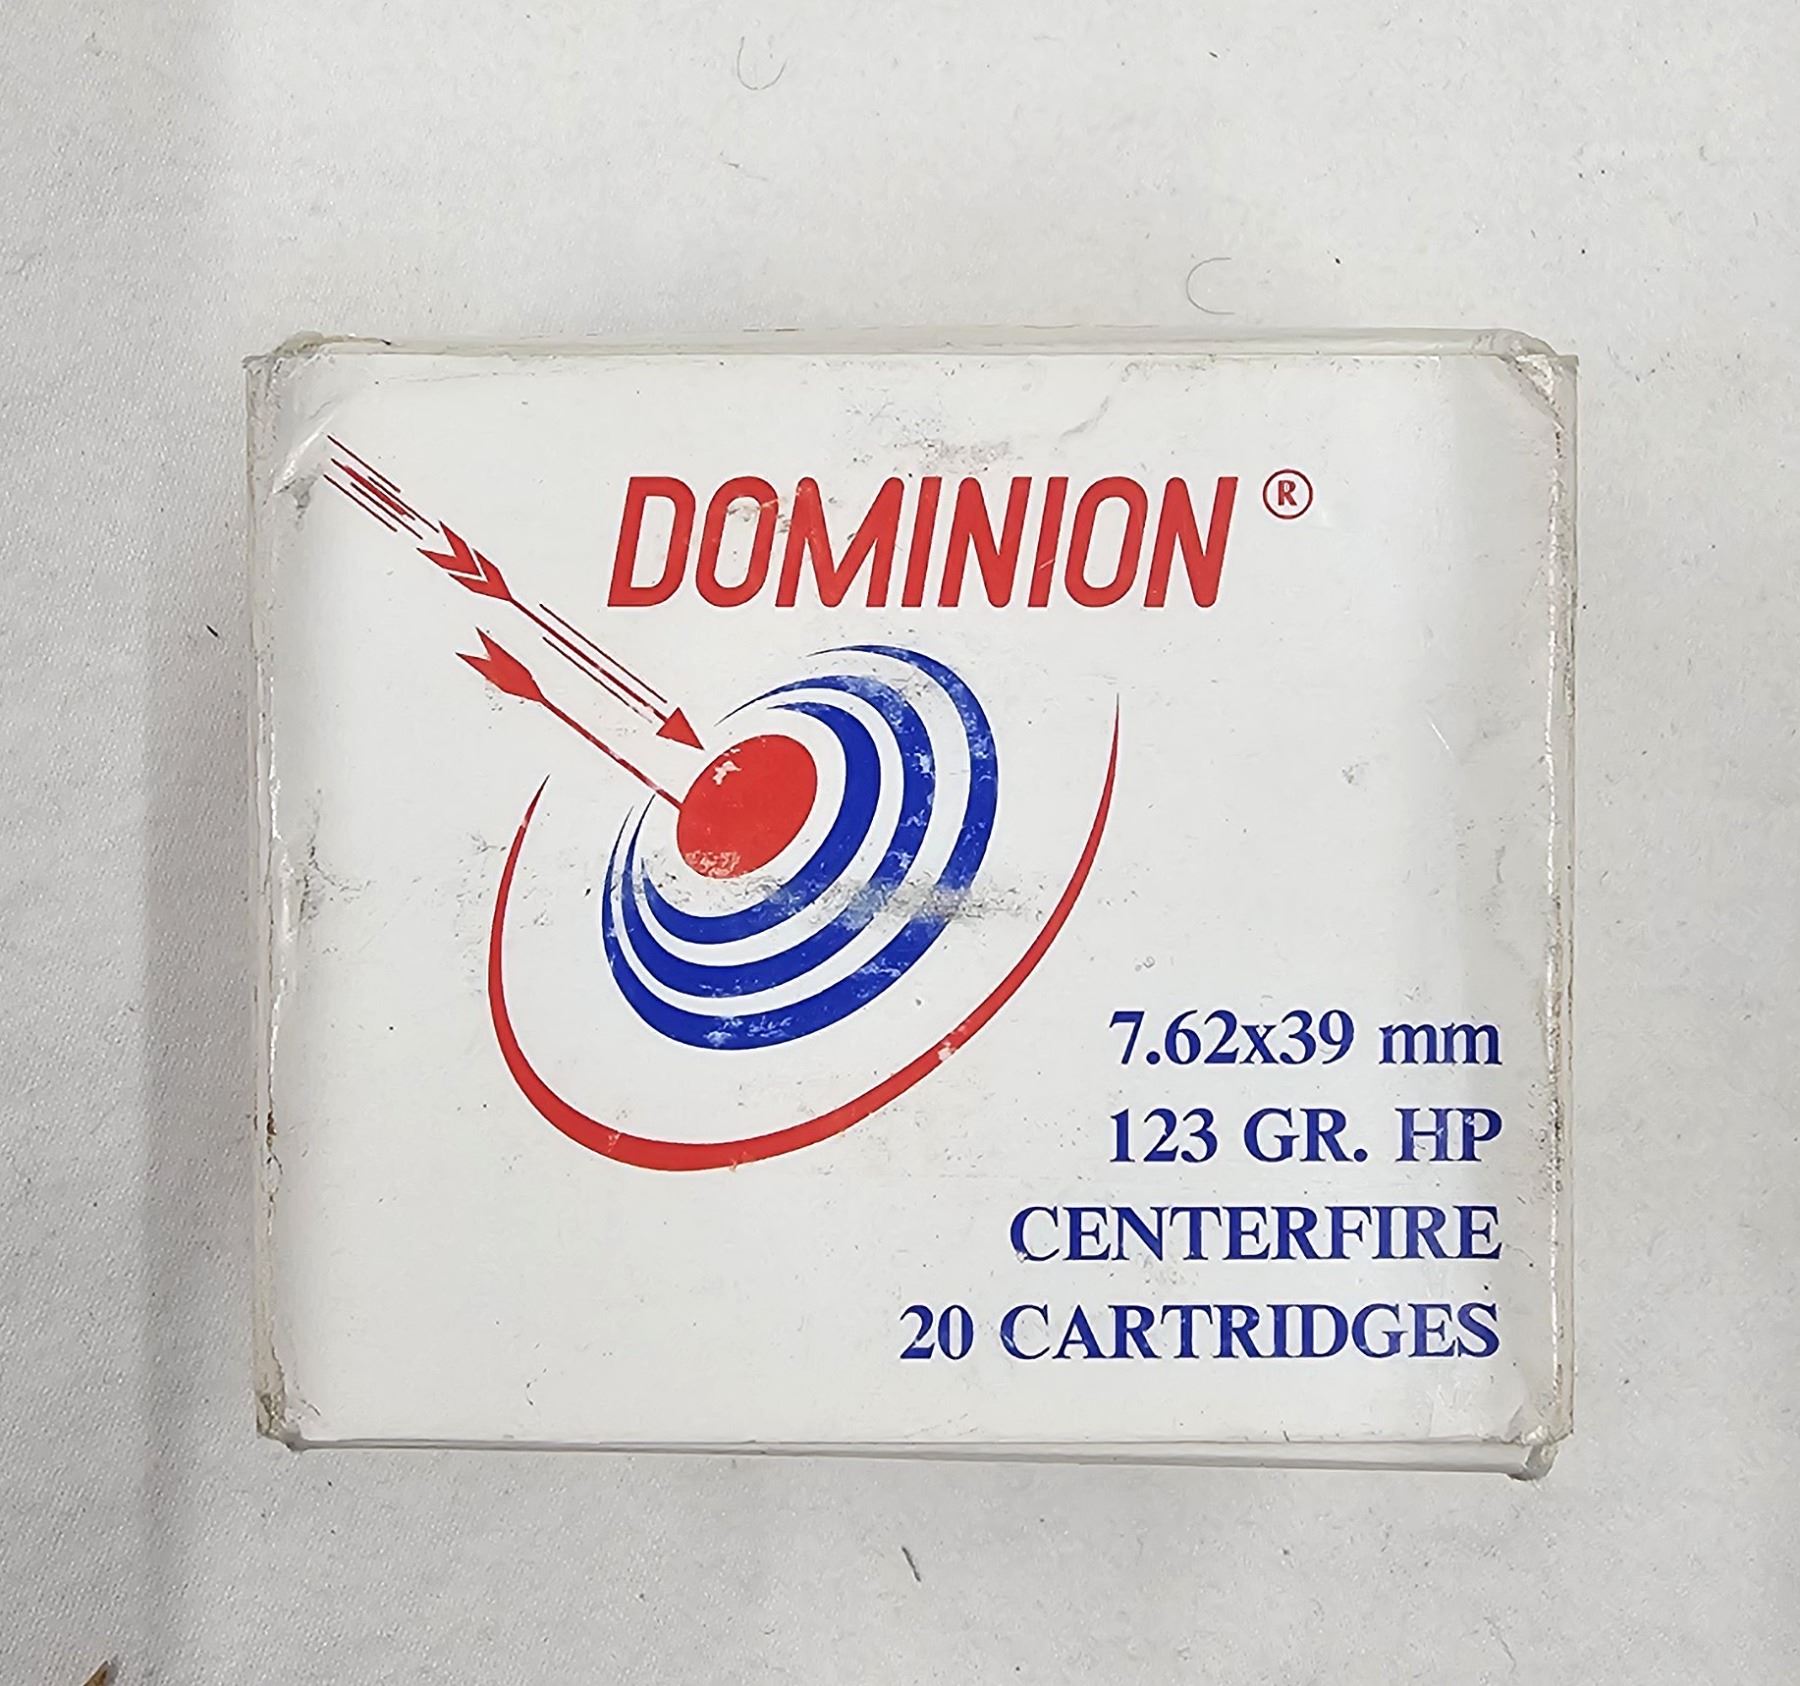 DOMINION ®
7.62x39 mm
123 GR. HP
CENTERFIRE
20 CARTRIDGES